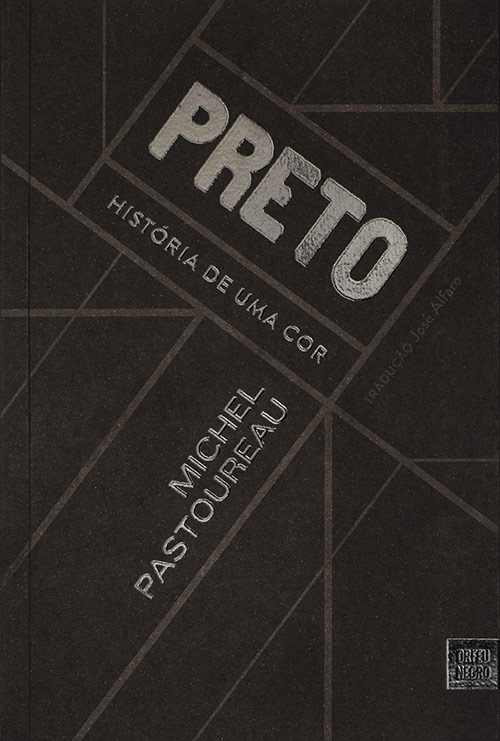 PRETO
HISTÓRIA DE UMA COR
TRADUÇÃO José Alfaro
MICHEL
PASTOUREAU
ORFEU
NEGRO